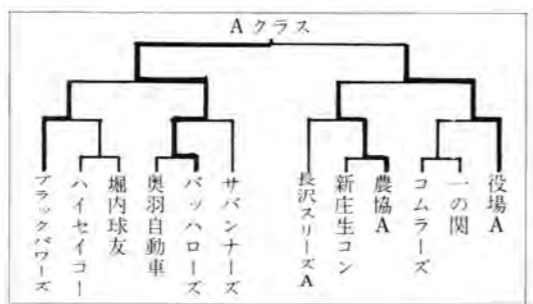 Aクラス
ブラックパワーズ
ハイセイコー
堀内球友
奥羽自動車
バッハローズ
サバンナーズ
長沢スリーズA
新庄生コン
農協A
コムラーズ
一の関
役場A